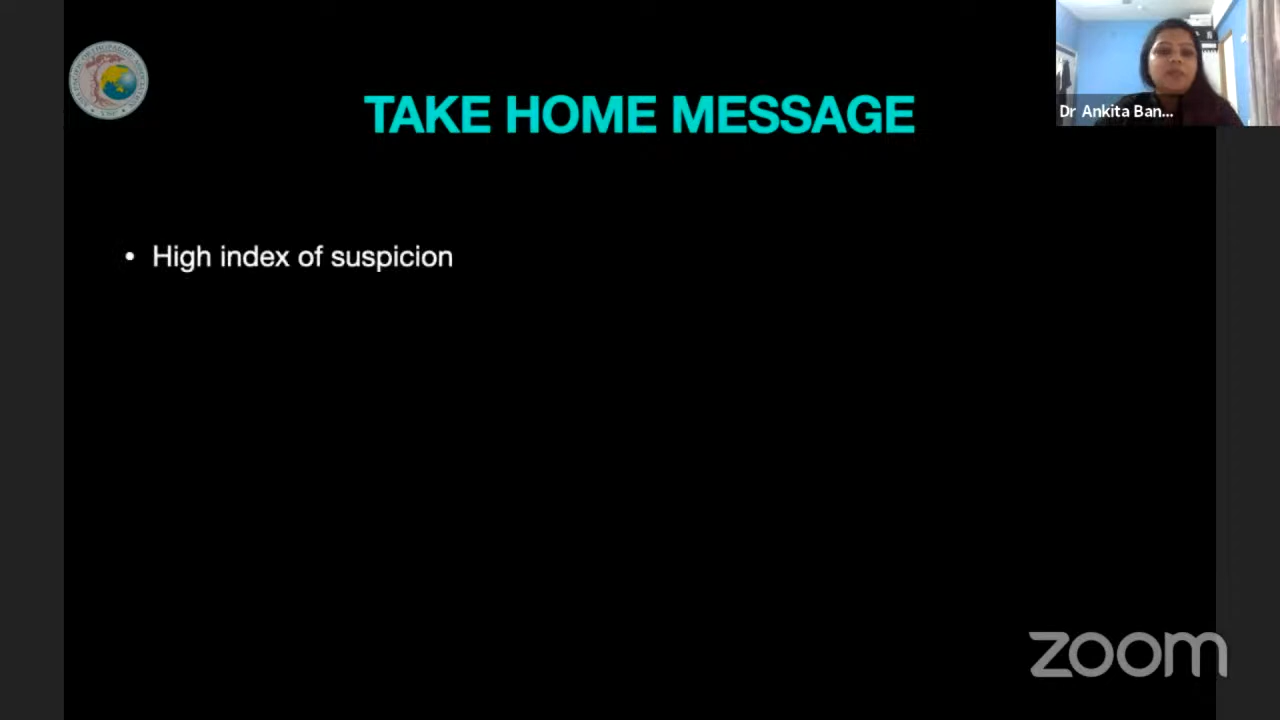 TAKE HOME MESSAGE
Dr Ankita Ban...
• High index of suspicion
zoom